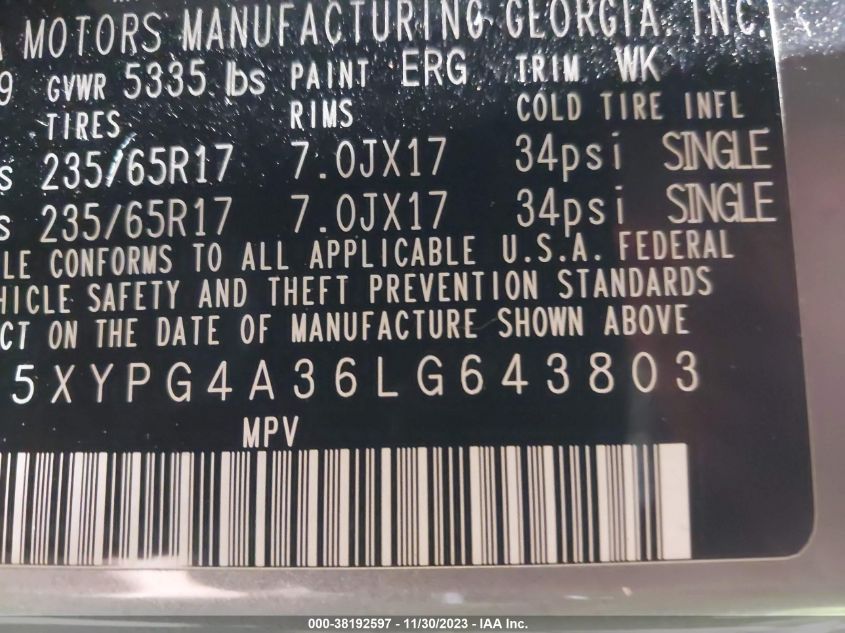 MOTORS MANUFACTURING GEORGIA, INC.
9 GVWR 5335 lbs PAINT ERG TRIM WK
TIRES RIMS COLD TIRE INFL
s 235/65R17 7.0JX17 34psi SINGLE
s 235/65R17 7.0JX17 34psi SINGLE
LE CONFORMS TO ALL APPLICABLE U.S.A. FEDERAL
HICLE SAFETY AND THEFT PREVENTION STANDARDS
CT ON THE DATE OF MANUFACTURE SHOWN ABOVE
5XYPG4A36LG643803
MPV
000-38192597 - 11/30/2023 - IAA Inc.